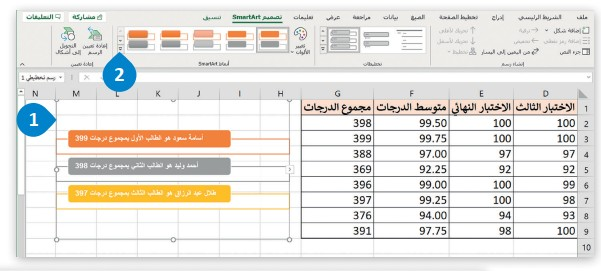 ملف الشريط الرئيسي إدراج تخطيط الصفحة الصيغ بيانات مراجعة عرض تعليمات تصميم SmartArt تنسيق مشاركة التعليقات
إضافة شكل ترقية تحريك لأعلى
إضافة رمز نقطي تخفيض تحريك لأسفل
جزء النص من اليمين إلى اليسار تخطيط
تغيير الألوان
إعادة تعيين الرسم
التحويل إلى أشكال
إنشاء رسم تخطيطات أنماط SmartArt إعادة تعيين
2
رسم تخطيطي 1
N M L K J I H G F E D
الاختبار الثالث الاختبار النهائي متوسط الدرجات مجموع الدرجات 1
100 100 99.50 398 2
100 100 99.75 399 3
97 97 97.00 388 4
92 92 92.25 369 5
99 100 99.00 396 6
98 100 99.25 397 7
93 94 94.00 376 8
100 98 97.75 391 9
10
1
أسامة سعود هو الطالب الأول بمجموع درجات 399
أحمد وليد هو الطالب الثاني بمجموع درجات 398
طلال عبد الرزاق هو الطالب الثالث بمجموع درجات 397